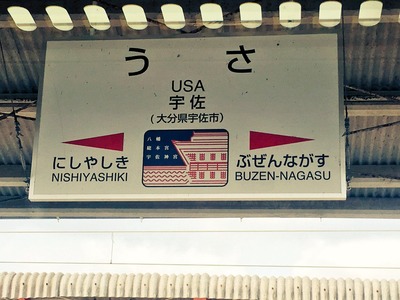 うさ
USA
宇佐
(大分県宇佐市)
にしやしき
NISHIYASHIKI
八幡
総本宮
宇佐神宮
ぶぜんながす
BUZEN-NAGASU